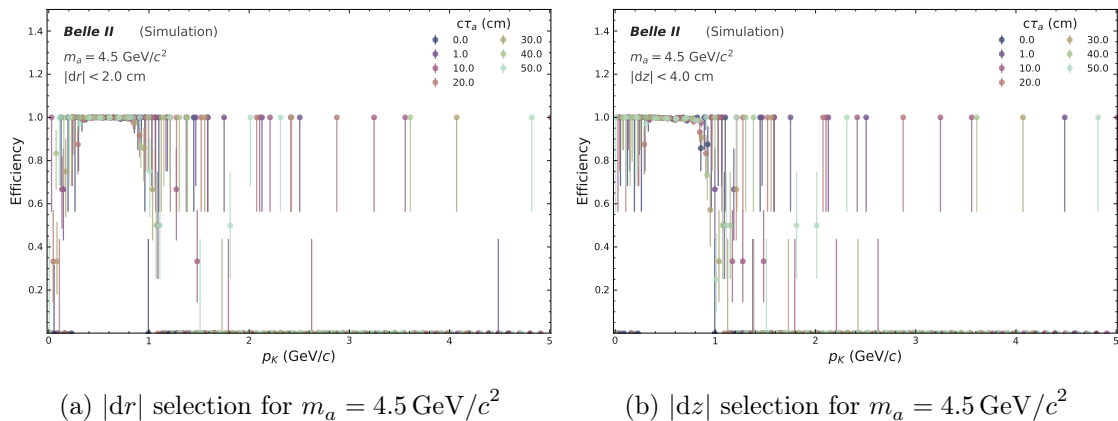 Belle II (Simulation)
m_a = 4.5 GeV/c²
|dr| < 2.0 cm
cτ_a (cm)
0.0 30.0
1.0 40.0
10.0 50.0
20.0
Efficiency
1.4
1.2
1.0
0.8
0.6
0.4
0.2
0 1 2 3 4 5
p_K (GeV/c)
(a) |dr| selection for m_a = 4.5 GeV/c²
Belle II (Simulation)
m_a = 4.5 GeV/c²
|dz| < 4.0 cm
cτ_a (cm)
0.0 30.0
1.0 40.0
10.0 50.0
20.0
Efficiency
1.4
1.2
1.0
0.8
0.6
0.4
0.2
0 1 2 3 4 5
p_K (GeV/c)
(b) |dz| selection for m_a = 4.5 GeV/c²